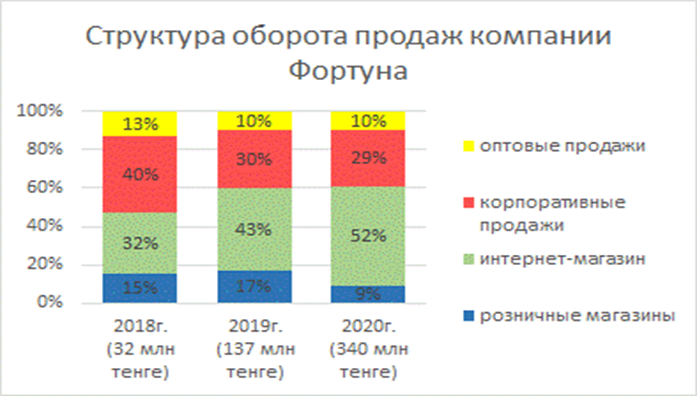 Структура оборота продаж компании
Фортуна
100%
80%
60%
40%
20%
0%
13%
10%
10%
40%
30%
29%
32%
43%
52%
15%
17%
9%
2018г.
(32 млн
тенге)
2019г.
(137 млн
тенге)
2020г.
(340 млн
тенге)
оптовые продажи
корпоративные
продажи
интернет-магазин
розничные магазины